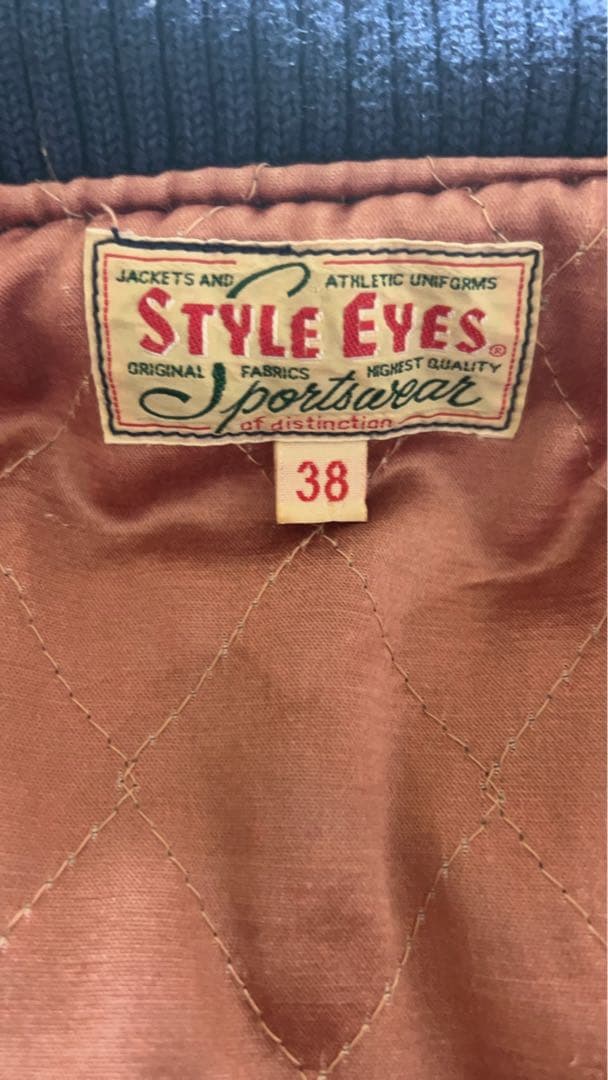 JACKETS AND ATHLETIC UNIFORMS
STYLE EYES®
ORIGINAL FABRICS HIGHEST QUALITY
Sportswear
of distinction
38